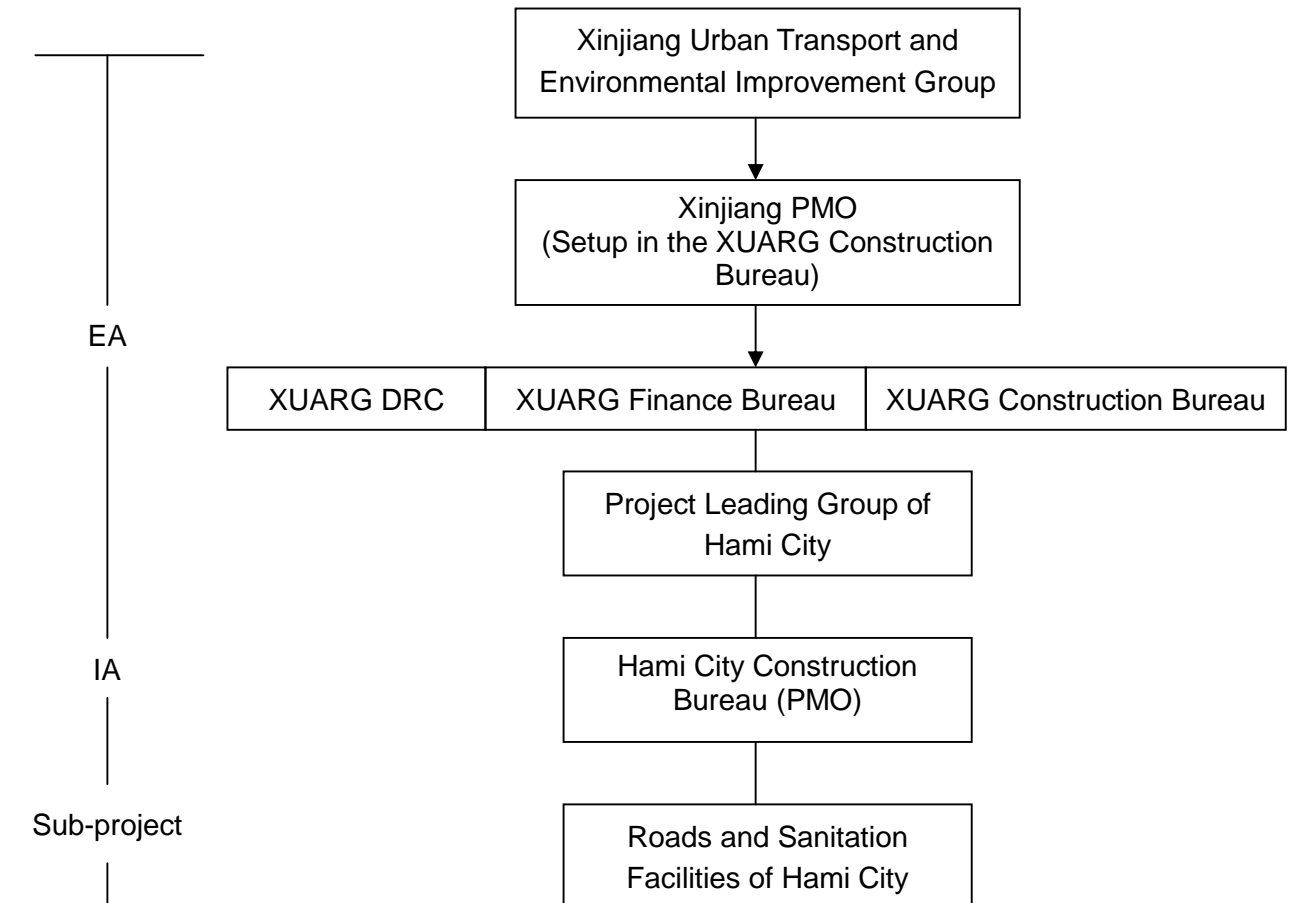 Xinjiang Urban Transport and
Environmental Improvement Group
Xinjiang PMO
(Setup in the XUARG Construction
Bureau)
EA
XUARG DRC
XUARG Finance Bureau
XUARG Construction Bureau
Project Leading Group of
Hami City
IA
Hami City Construction
Bureau (PMO)
Sub-project
Roads and Sanitation
Facilities of Hami City